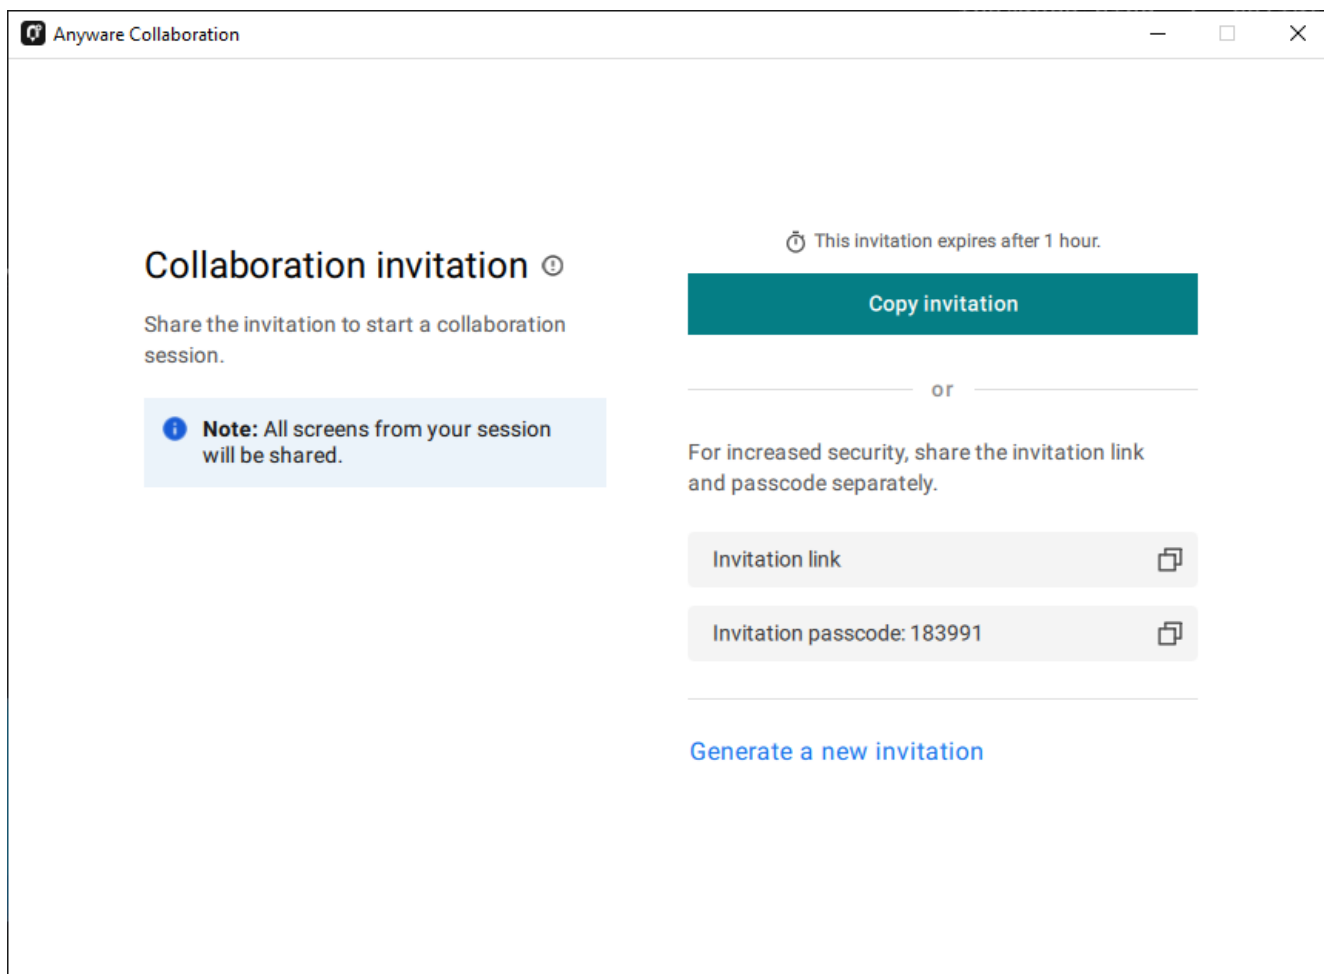 Anyware Collaboration
Collaboration invitation
Share the invitation to start a collaboration
session.
Note: All screens from your session
will be shared.
This invitation expires after 1 hour.
Copy invitation
or
For increased security, share the invitation link
and passcode separately.
Invitation link
Invitation passcode: 183991
Generate a new invitation